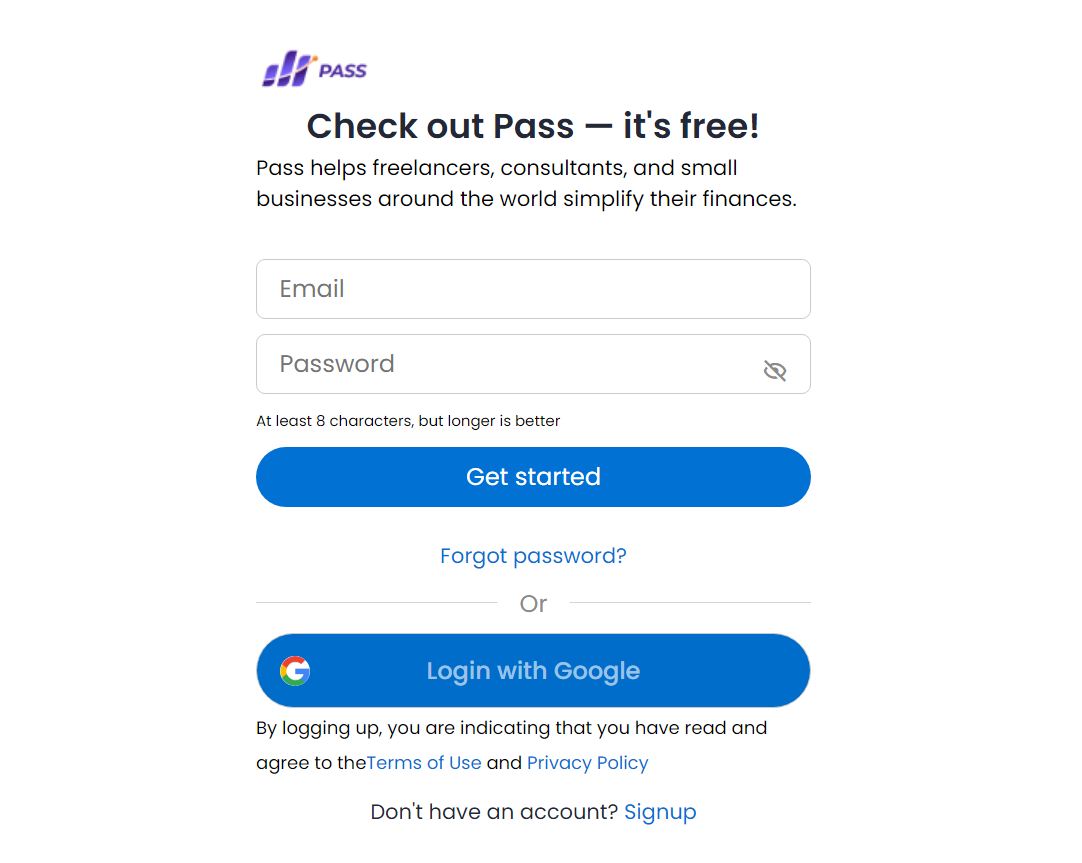 PASS
Check out Pass — it's free!
Pass helps freelancers, consultants, and small
businesses around the world simplify their finances.
Email
Password
At least 8 characters, but longer is better
Get started
Forgot password?
Or
Login with Google
By logging up, you are indicating that you have read and
agree to theTerms of Use and Privacy Policy
Don't have an account? Signup